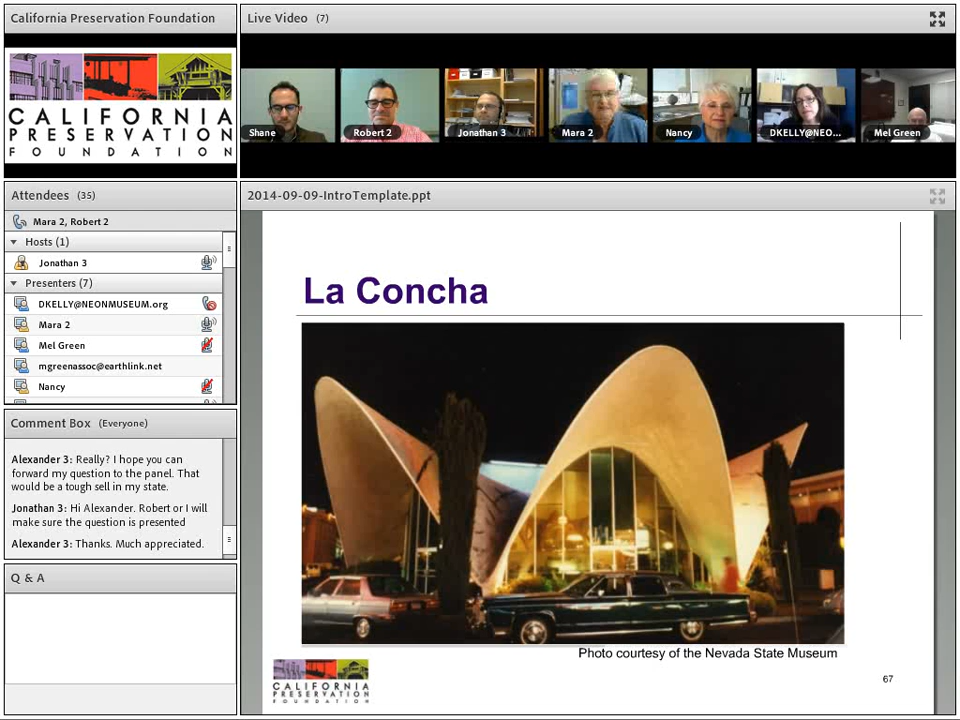 California Preservation Foundation
CALIFORNIA
PRESERVATION
FOUNDATION
Live Video (7)
Shane
Robert 2
Jonathan 3
Mara 2
Nancy
DKELLY@NEO...
Mel Green
Attendees (35)
Mara 2, Robert 2
Hosts (1)
Jonathan 3
Presenters (7)
DKELLY@NEONMUSEUM.org
Mara 2
Mel Green
mgreenassoc@earthlink.net
Nancy
Comment Box (Everyone)
Alexander 3: Really? I hope you can
forward my question to the panel. That
would be a tough sell in my state.
Jonathan 3: Hi Alexander. Robert or I will
make sure the question is presented
Alexander 3: Thanks. Much appreciated.
Q & A
2014-09-09-IntroTemplate.ppt
La Concha
Photo courtesy of the Nevada State Museum
CALIFORNIA
PRESERVATION
FOUNDATION
67